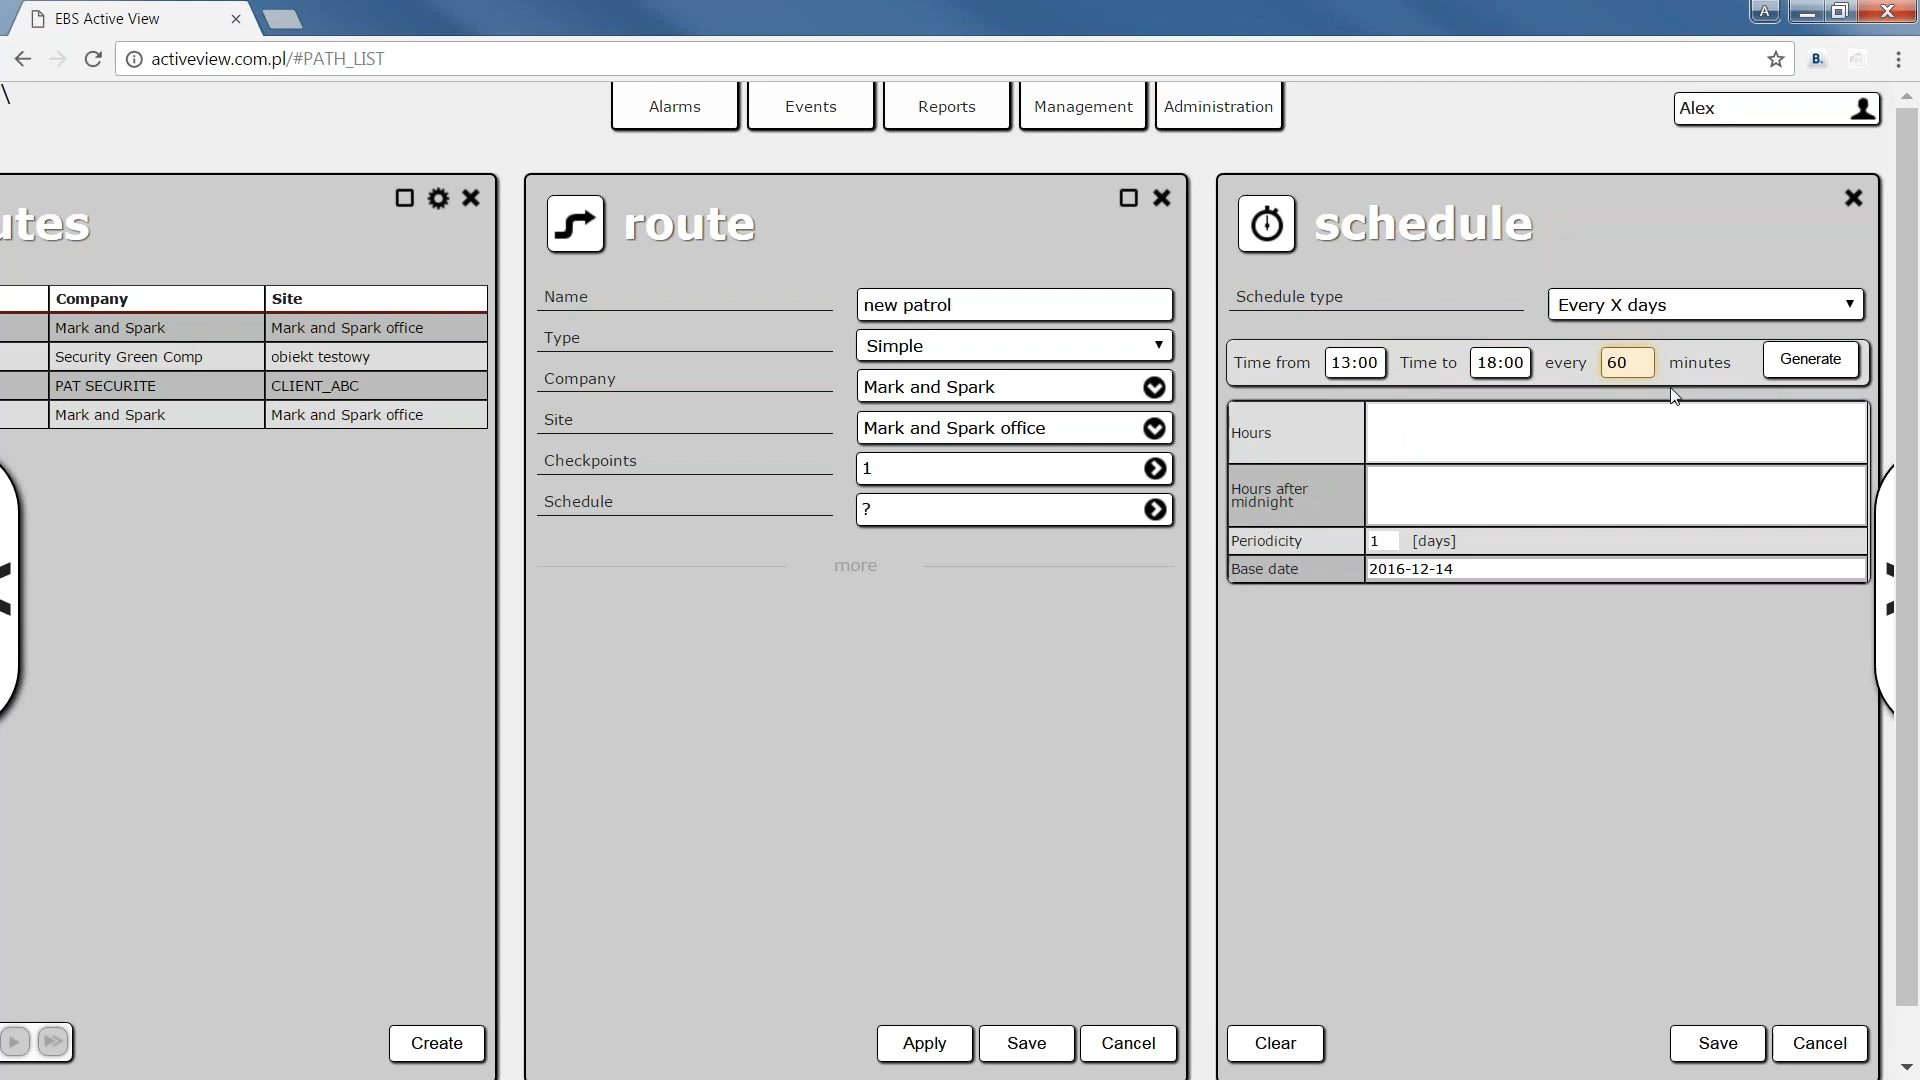 EBS Active View
A
activeview.com.pl/#PATH_LIST
B.
\
Alarms
Events
Reports
Management
Administration
Alex
utes
Company Site
Mark and Spark Mark and Spark office
Security Green Comp obiekt testowy
PAT SECURITE CLIENT_ABC
Mark and Spark Mark and Spark office
Create
route
Name new patrol
Type Simple
Company Mark and Spark
Site Mark and Spark office
Checkpoints 1
Schedule ?
more
Apply Save Cancel
schedule
Schedule type Every X days
Time from 13:00 Time to 18:00 every 60 minutes Generate
Hours
Hours after
midnight
Periodicity 1 [days]
Base date 2016-12-14
Clear Save Cancel